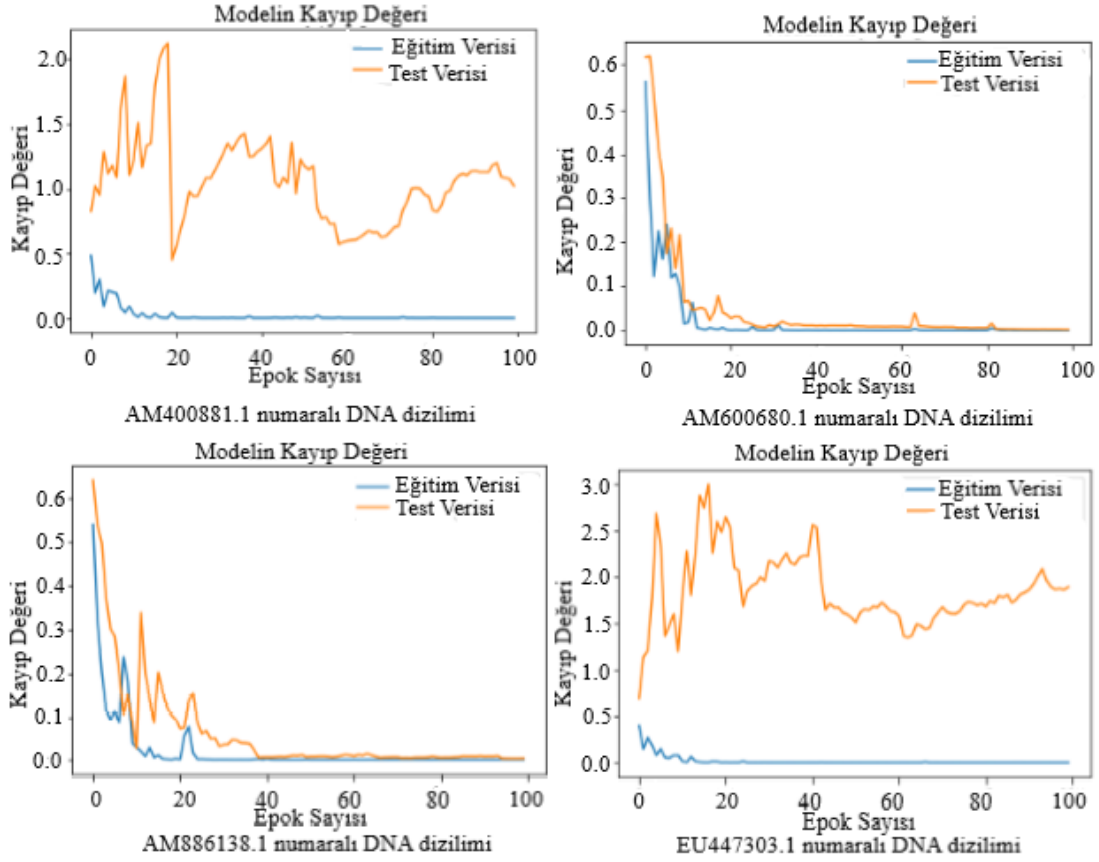 Modelin Kayıp Değeri
Eğitim Verisi
Test Verisi
Kayıp Değeri
2.0
1.5
1.0
0.5
0.0
0 20 40 60 80 100
Epok Sayısı
AM400881.1 numaralı DNA dizilimi
Modelin Kayıp Değeri
Eğitim Verisi
Test Verisi
Kayıp Değeri
0.6
0.5
0.4
0.3
0.2
0.1
0.0
0 20 40 60 80 100
Epok Sayısı
AM600680.1 numaralı DNA dizilimi
Modelin Kayıp Değeri
Eğitim Verisi
Test Verisi
Kayıp Değeri
0.6
0.5
0.4
0.3
0.2
0.1
0.0
0 20 40 60 80 100
Epok Sayısı
AM886138.1 numaralı DNA dizilimi
Modelin Kayıp Değeri
Eğitim Verisi
Test Verisi
Kayıp Değeri
3.0
2.5
2.0
1.5
1.0
0.5
0.0
0 20 40 60 80 100
Epok Sayısı
EU447303.1 numaralı DNA dizilimi